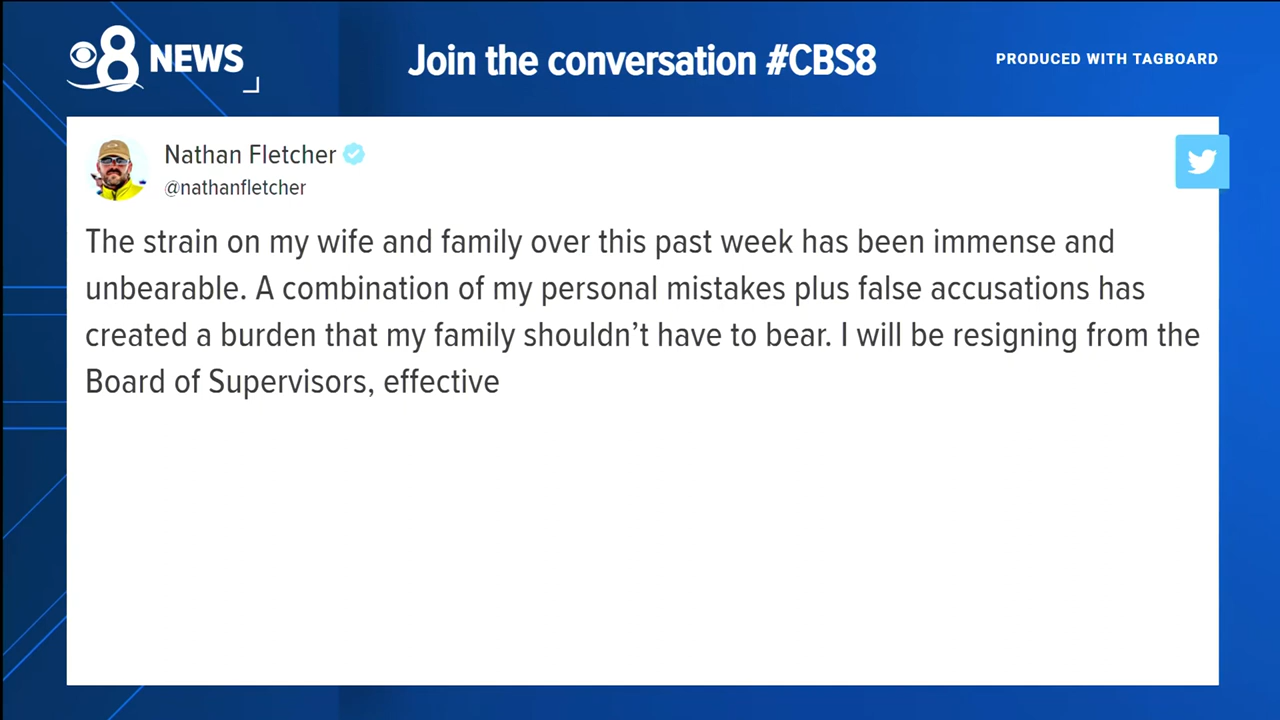 8 NEWS
Join the conversation #CBS8
PRODUCED WITH TAGBOARD
Nathan Fletcher
@nathanfletcher
The strain on my wife and family over this past week has been immense and
unbearable. A combination of my personal mistakes plus false accusations has
created a burden that my family shouldn’t have to bear. I will be resigning from the
Board of Supervisors, effective